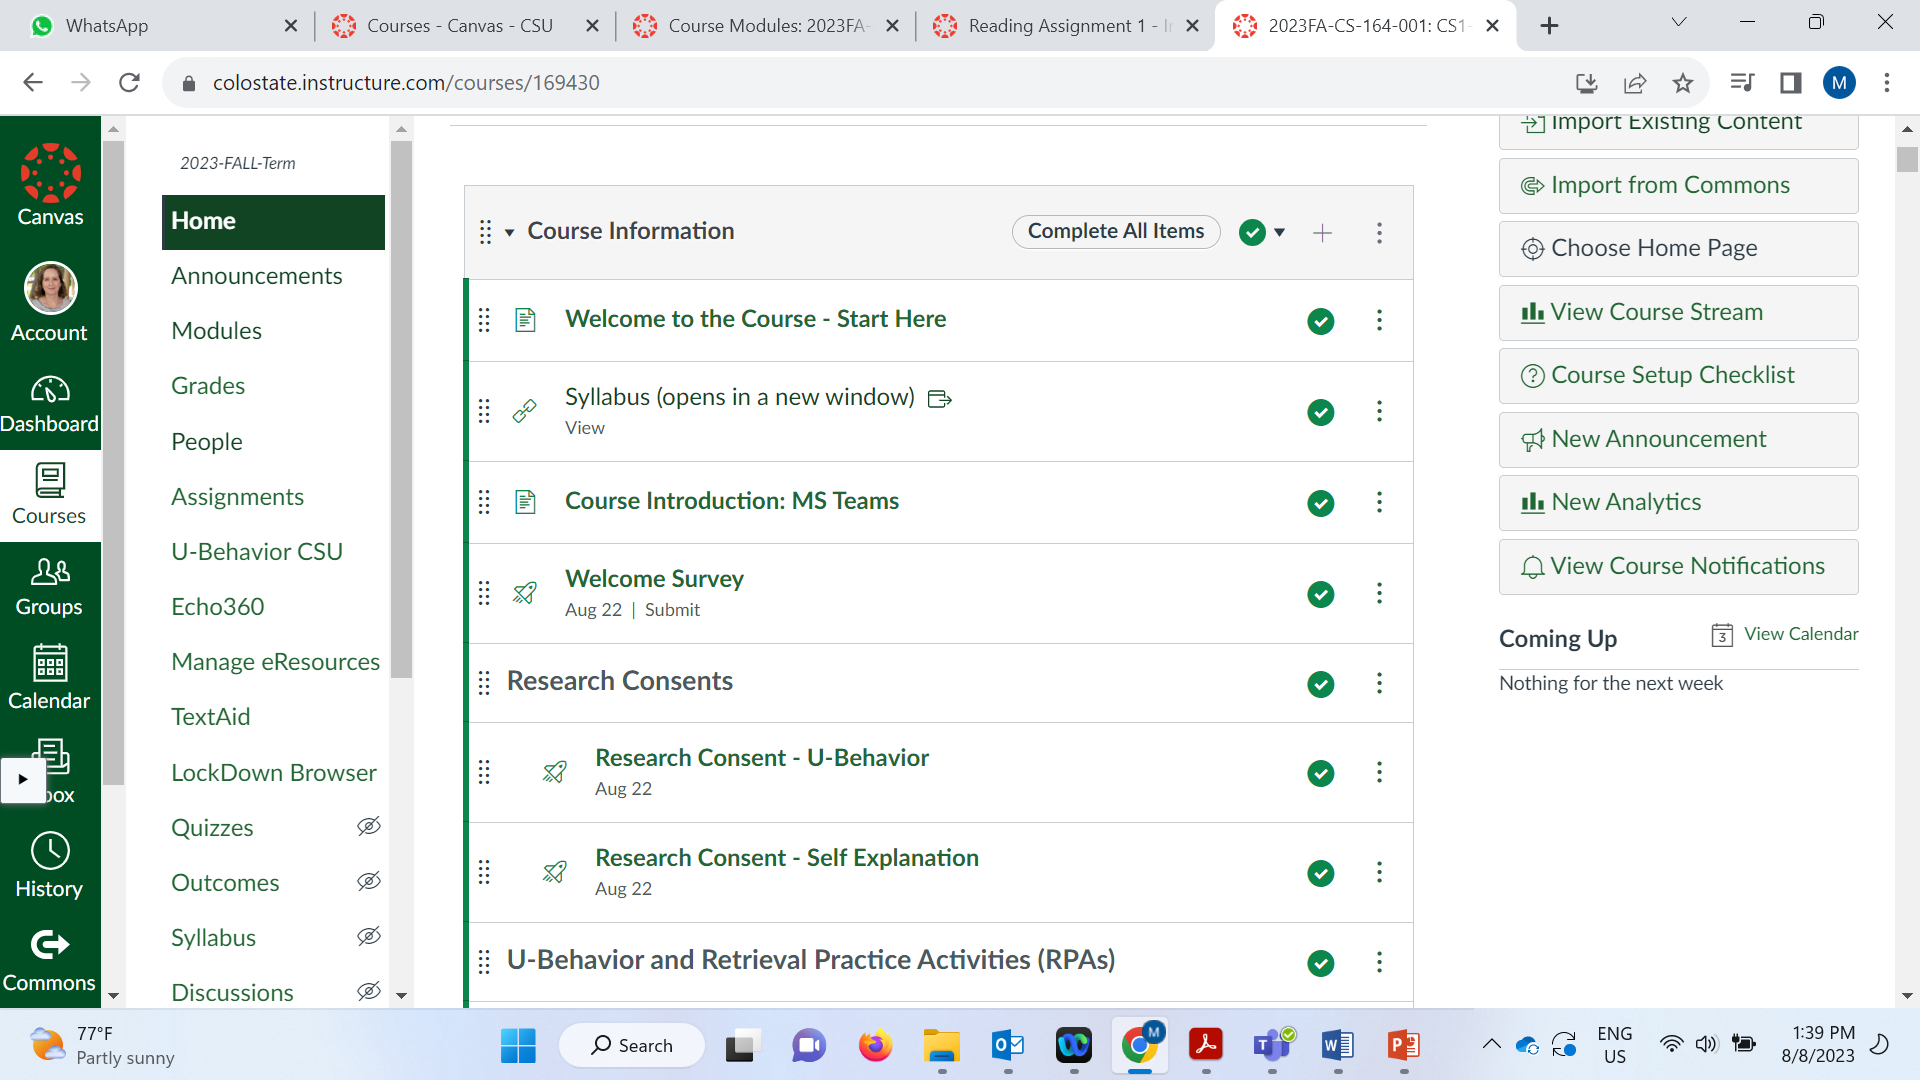 WhatsApp
Courses - Canvas - CSU
Course Modules: 2023FA-
Reading Assignment 1 - I
2023FA-CS-164-001: CS1-
colostate.instructure.com/courses/169430
M
Canvas
Account
Dashboard
Courses
Groups
Calendar
box
History
Commons
2023-FALL-Term
Home
Announcements
Modules
Grades
People
Assignments
U-Behavior CSU
Echo360
Manage eResources
TextAid
LockDown Browser
Quizzes
Outcomes
Syllabus
Discussions
Course Information
Complete All Items
Welcome to the Course - Start Here
Syllabus (opens in a new window)
View
Course Introduction: MS Teams
Welcome Survey
Aug 22 | Submit
Research Consents
Research Consent - U-Behavior
Aug 22
Research Consent - Self Explanation
Aug 22
U-Behavior and Retrieval Practice Activities (RPAs)
Import Existing Content
Import from Commons
Choose Home Page
View Course Stream
Course Setup Checklist
New Announcement
New Analytics
View Course Notifications
Coming Up
3 View Calendar
Nothing for the next week
77°F
Partly sunny
Search
M
ENG
US
1:39 PM
8/8/2023